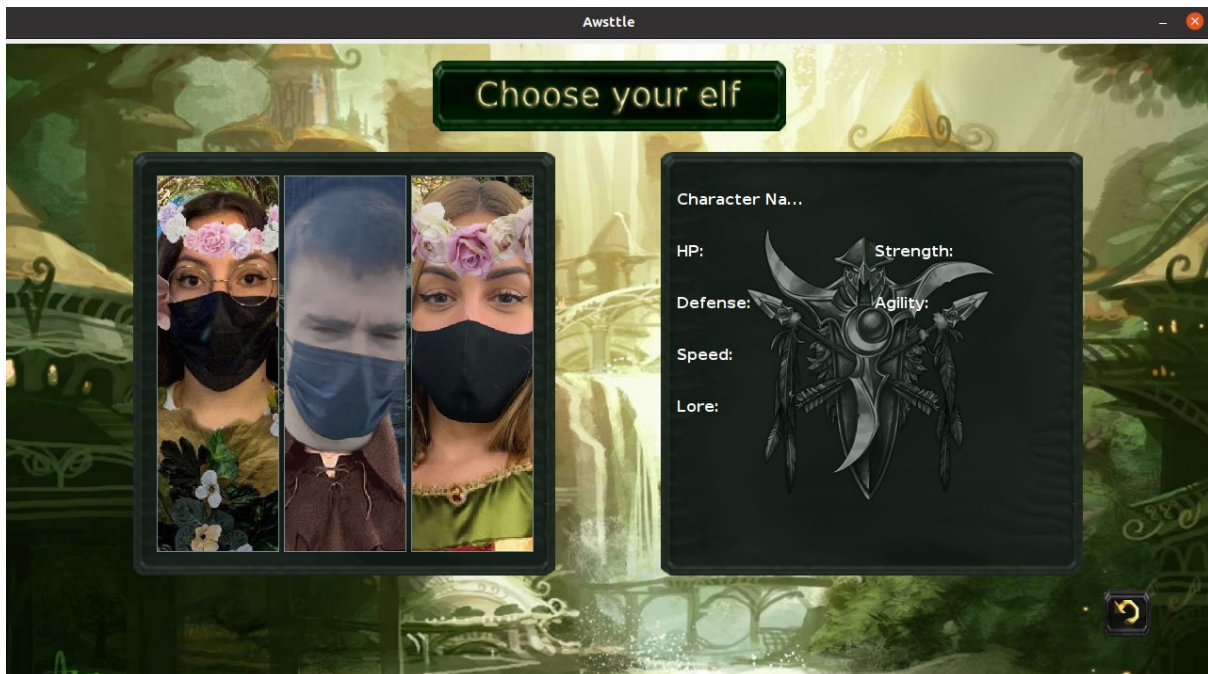 Awsttle
Choose your elf
Character Na...
HP:
Strength:
Defense:
Agility:
Speed:
Lore: